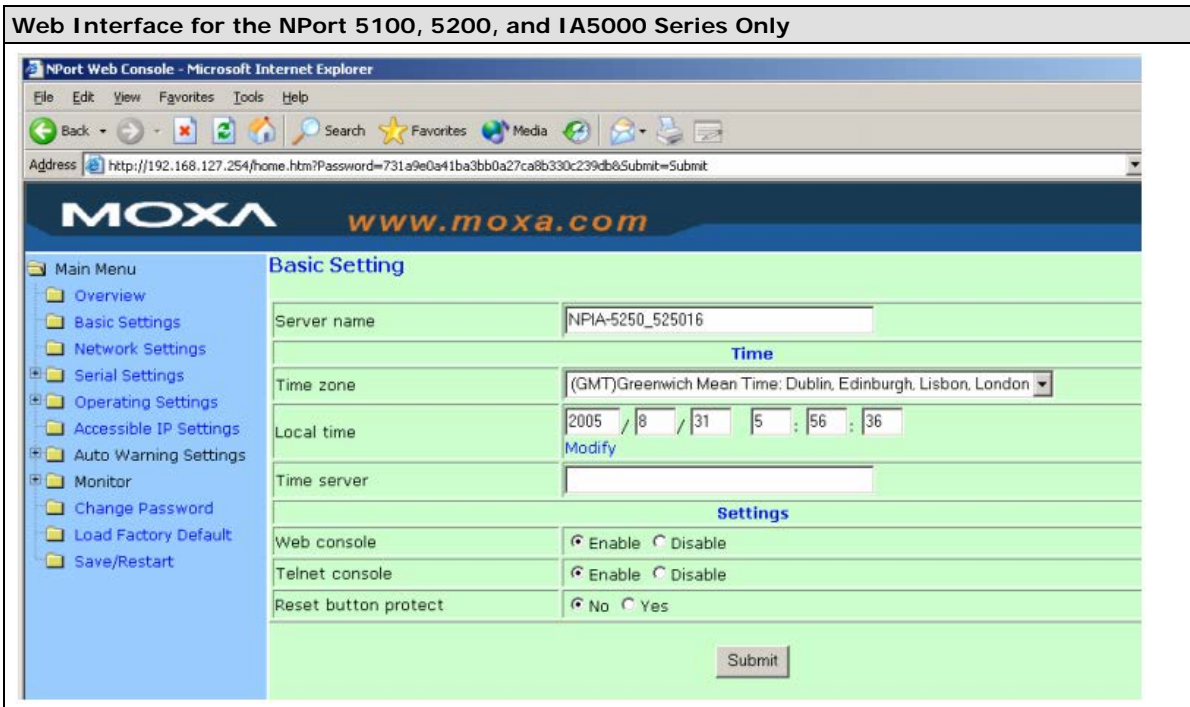 Web Interface for the NPort 5100, 5200, and IA5000 Series Only
NPort Web Console - Microsoft Internet Explorer
File Edit View Favorites Tools Help
Back Search Favorites Media
Address http://192.168.127.254/home.htm?Password=731a9e0a41ba3bb0a27ca8b330c239db&Submit=Submit
MOXA www.moxa.com
Main Menu
Overview
Basic Settings
Network Settings
Serial Settings
Operating Settings
Accessible IP Settings
Auto Warning Settings
Monitor
Change Password
Load Factory Default
Save/Restart
Basic Setting
Server name NPIA-5250_525016
Time
Time zone (GMT)Greenwich Mean Time: Dublin, Edinburgh, Lisbon, London
Local time 2005 / 8 / 31 5 : 56 : 36
Modify
Time server
Settings
Web console Enable Disable
Telnet console Enable Disable
Reset button protect No Yes
Submit